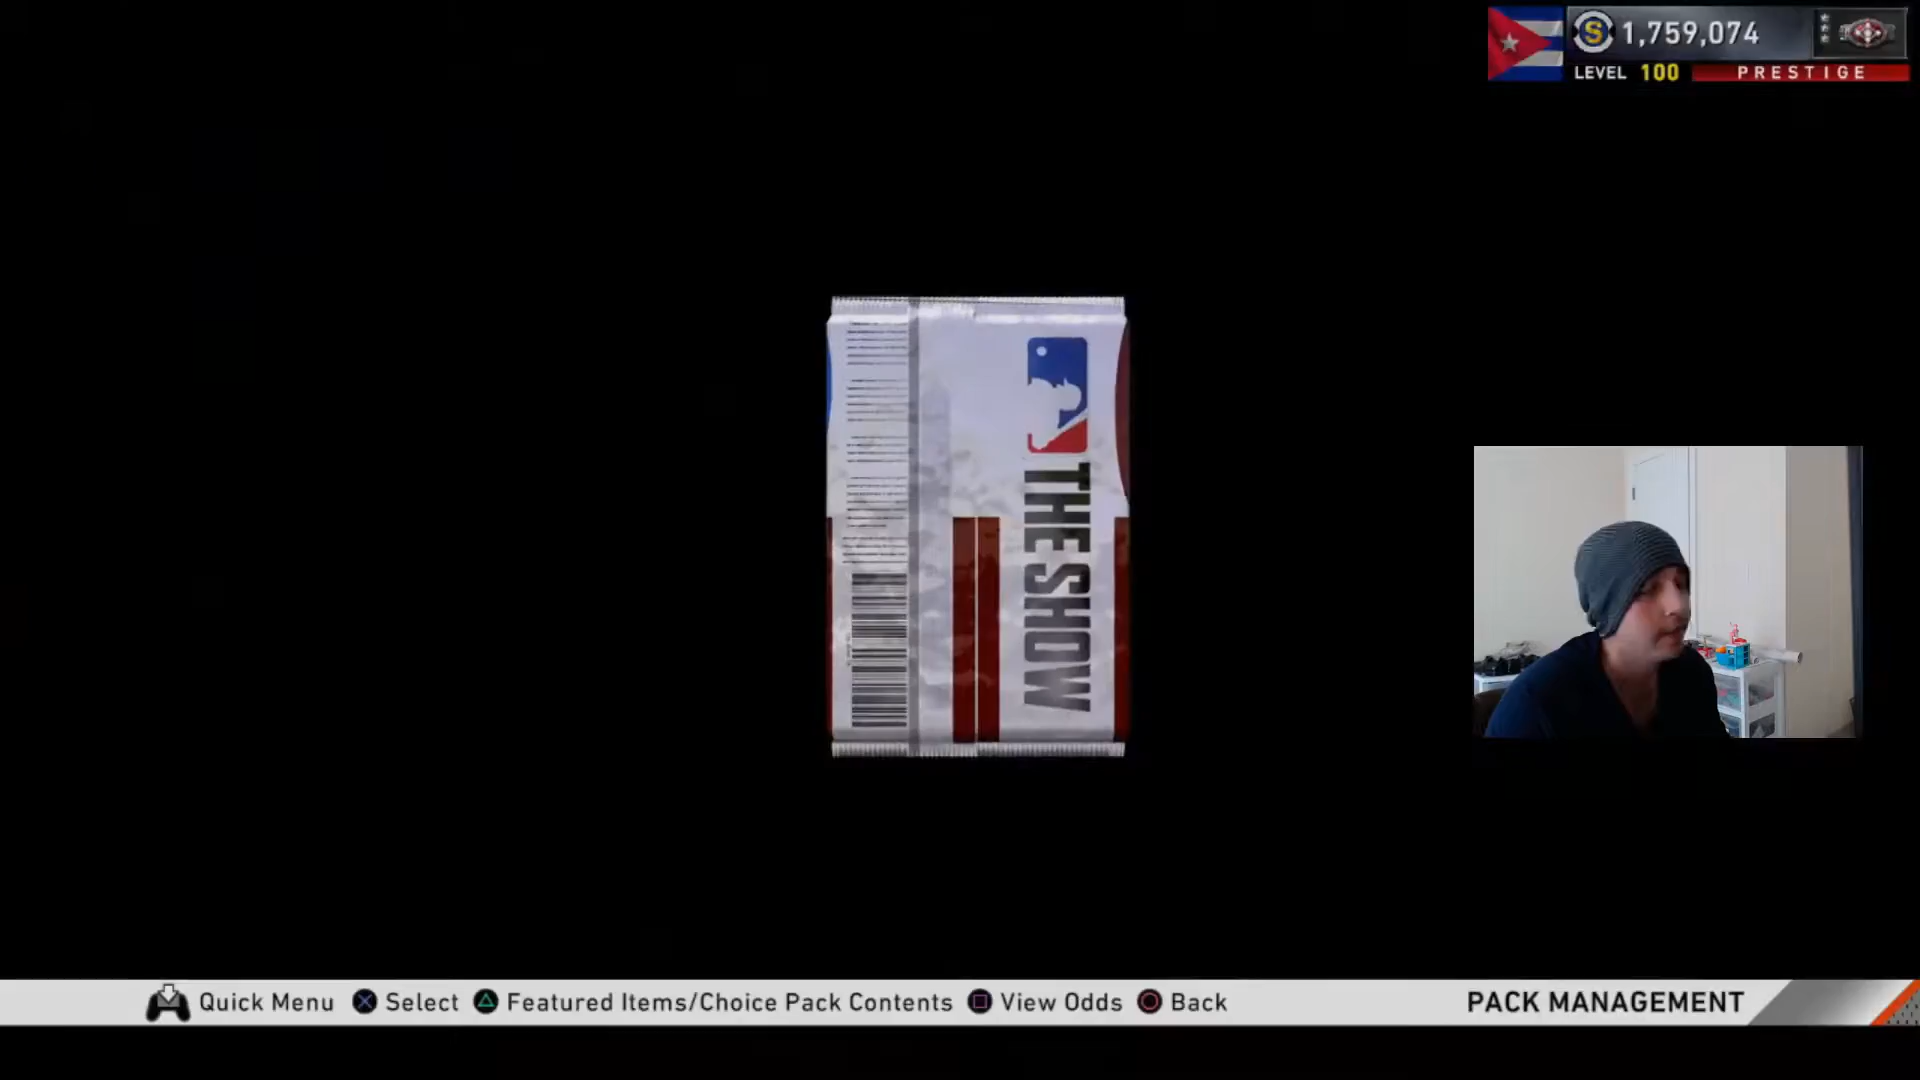 S 1,759,074
LEVEL 100 PRESTIGE
THE SHOW
Quick Menu Select Featured Items/Choice Pack Contents View Odds Back PACK MANAGEMENT